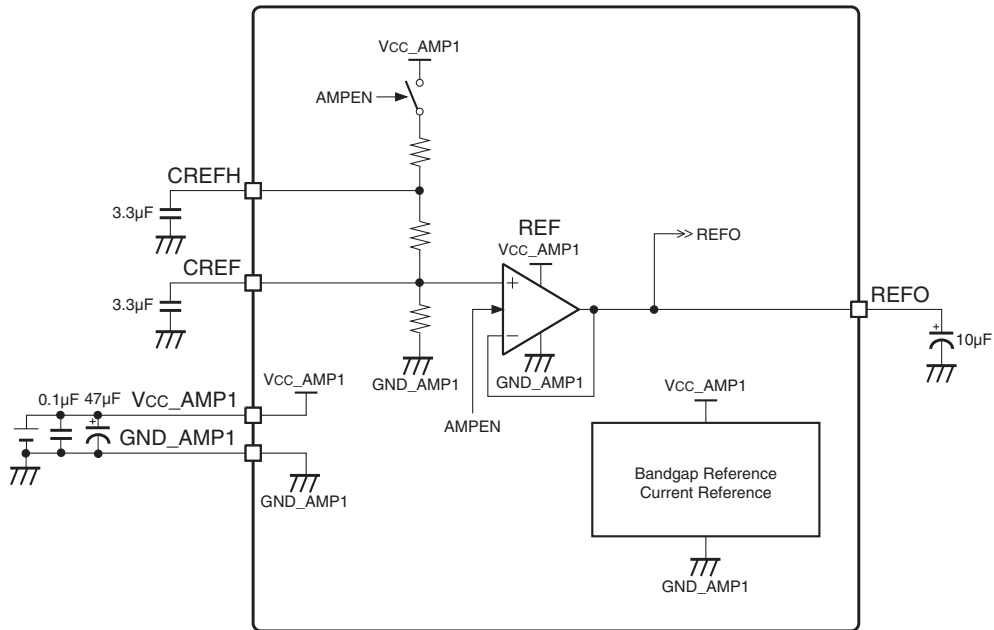 VCC_AMP1
AMPEN
CREFH
3.3µF
REF
VCC_AMP1
REFO
CREF
3.3µF
+
−
REFO
+
10µF
GND_AMP1
GND_AMP1
VCC_AMP1
VCC_AMP1
0.1µF 47µF
VCC_AMP1
+
AMPEN
GND_AMP1
Bandgap Reference
Current Reference
GND_AMP1
GND_AMP1